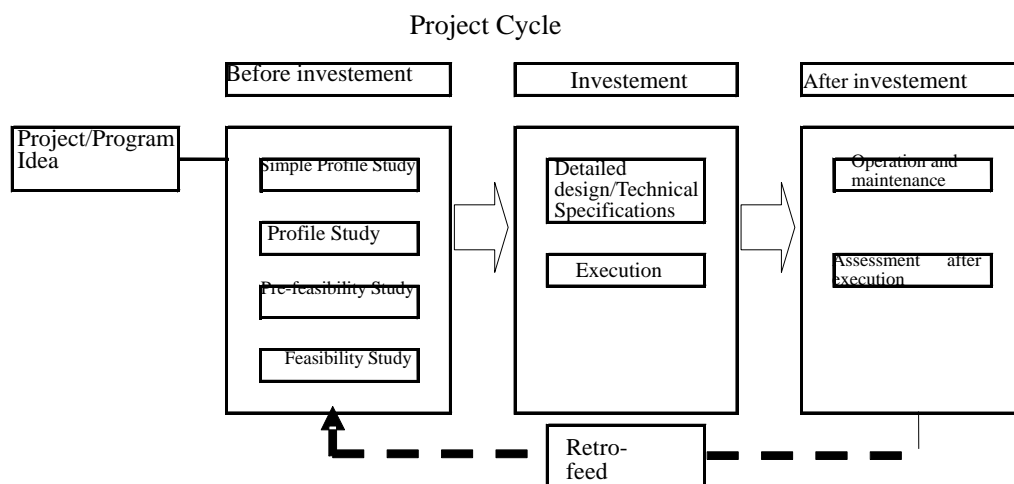 Project Cycle
Before investement
Investement
After investement
Project/Program
Idea
Simple Profile Study
Profile Study
Pre-feasibility Study
Feasibility Study
Detailed
design/Technical
Specifications
Execution
Operation and
maintenance
Assessment after
execution
Retro-
feed